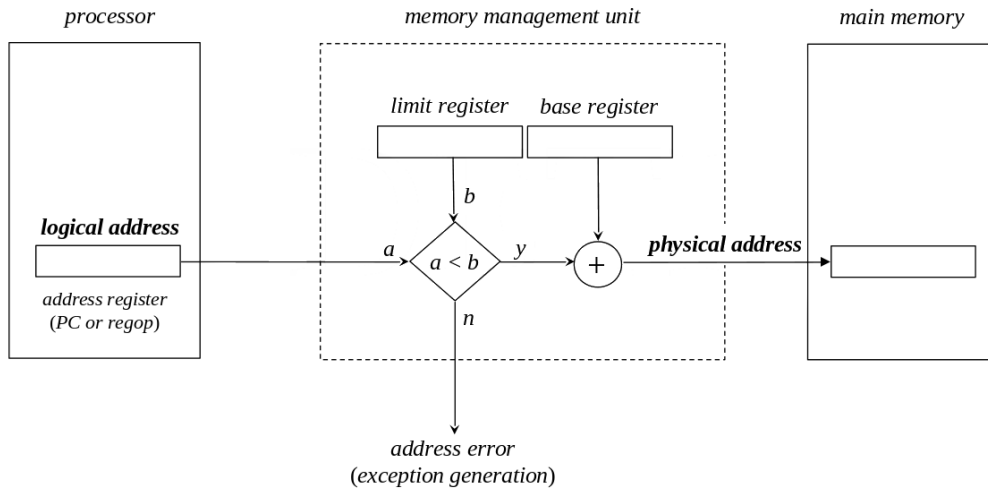 processor
memory management unit
main memory
limit register
base register
b
logical address
a
a < b
y
+
physical address
address register
(PC or regop)
n
address error
(exception generation)